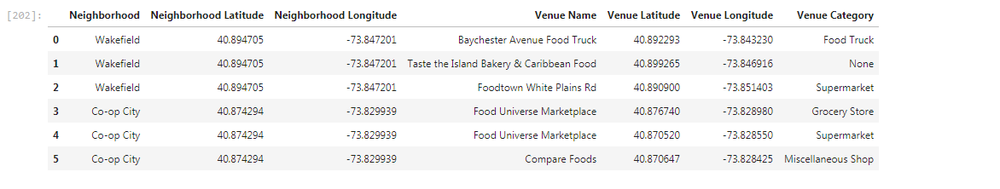 [202]: Neighborhood Neighborhood Latitude Neighborhood Longitude Venue Name Venue Latitude Venue Longitude Venue Category
0 Wakefield 40.894705 -73.847201 Baychester Avenue Food Truck 40.892293 -73.843230 Food Truck
1 Wakefield 40.894705 -73.847201 Taste the Island Bakery & Caribbean Food 40.899265 -73.846916 None
2 Wakefield 40.894705 -73.847201 Foodtown White Plains Rd 40.890900 -73.851403 Supermarket
3 Co-op City 40.874294 -73.829939 Food Universe Marketplace 40.876740 -73.828980 Grocery Store
4 Co-op City 40.874294 -73.829939 Food Universe Marketplace 40.870520 -73.828550 Supermarket
5 Co-op City 40.874294 -73.829939 Compare Foods 40.870647 -73.828425 Miscellaneous Shop